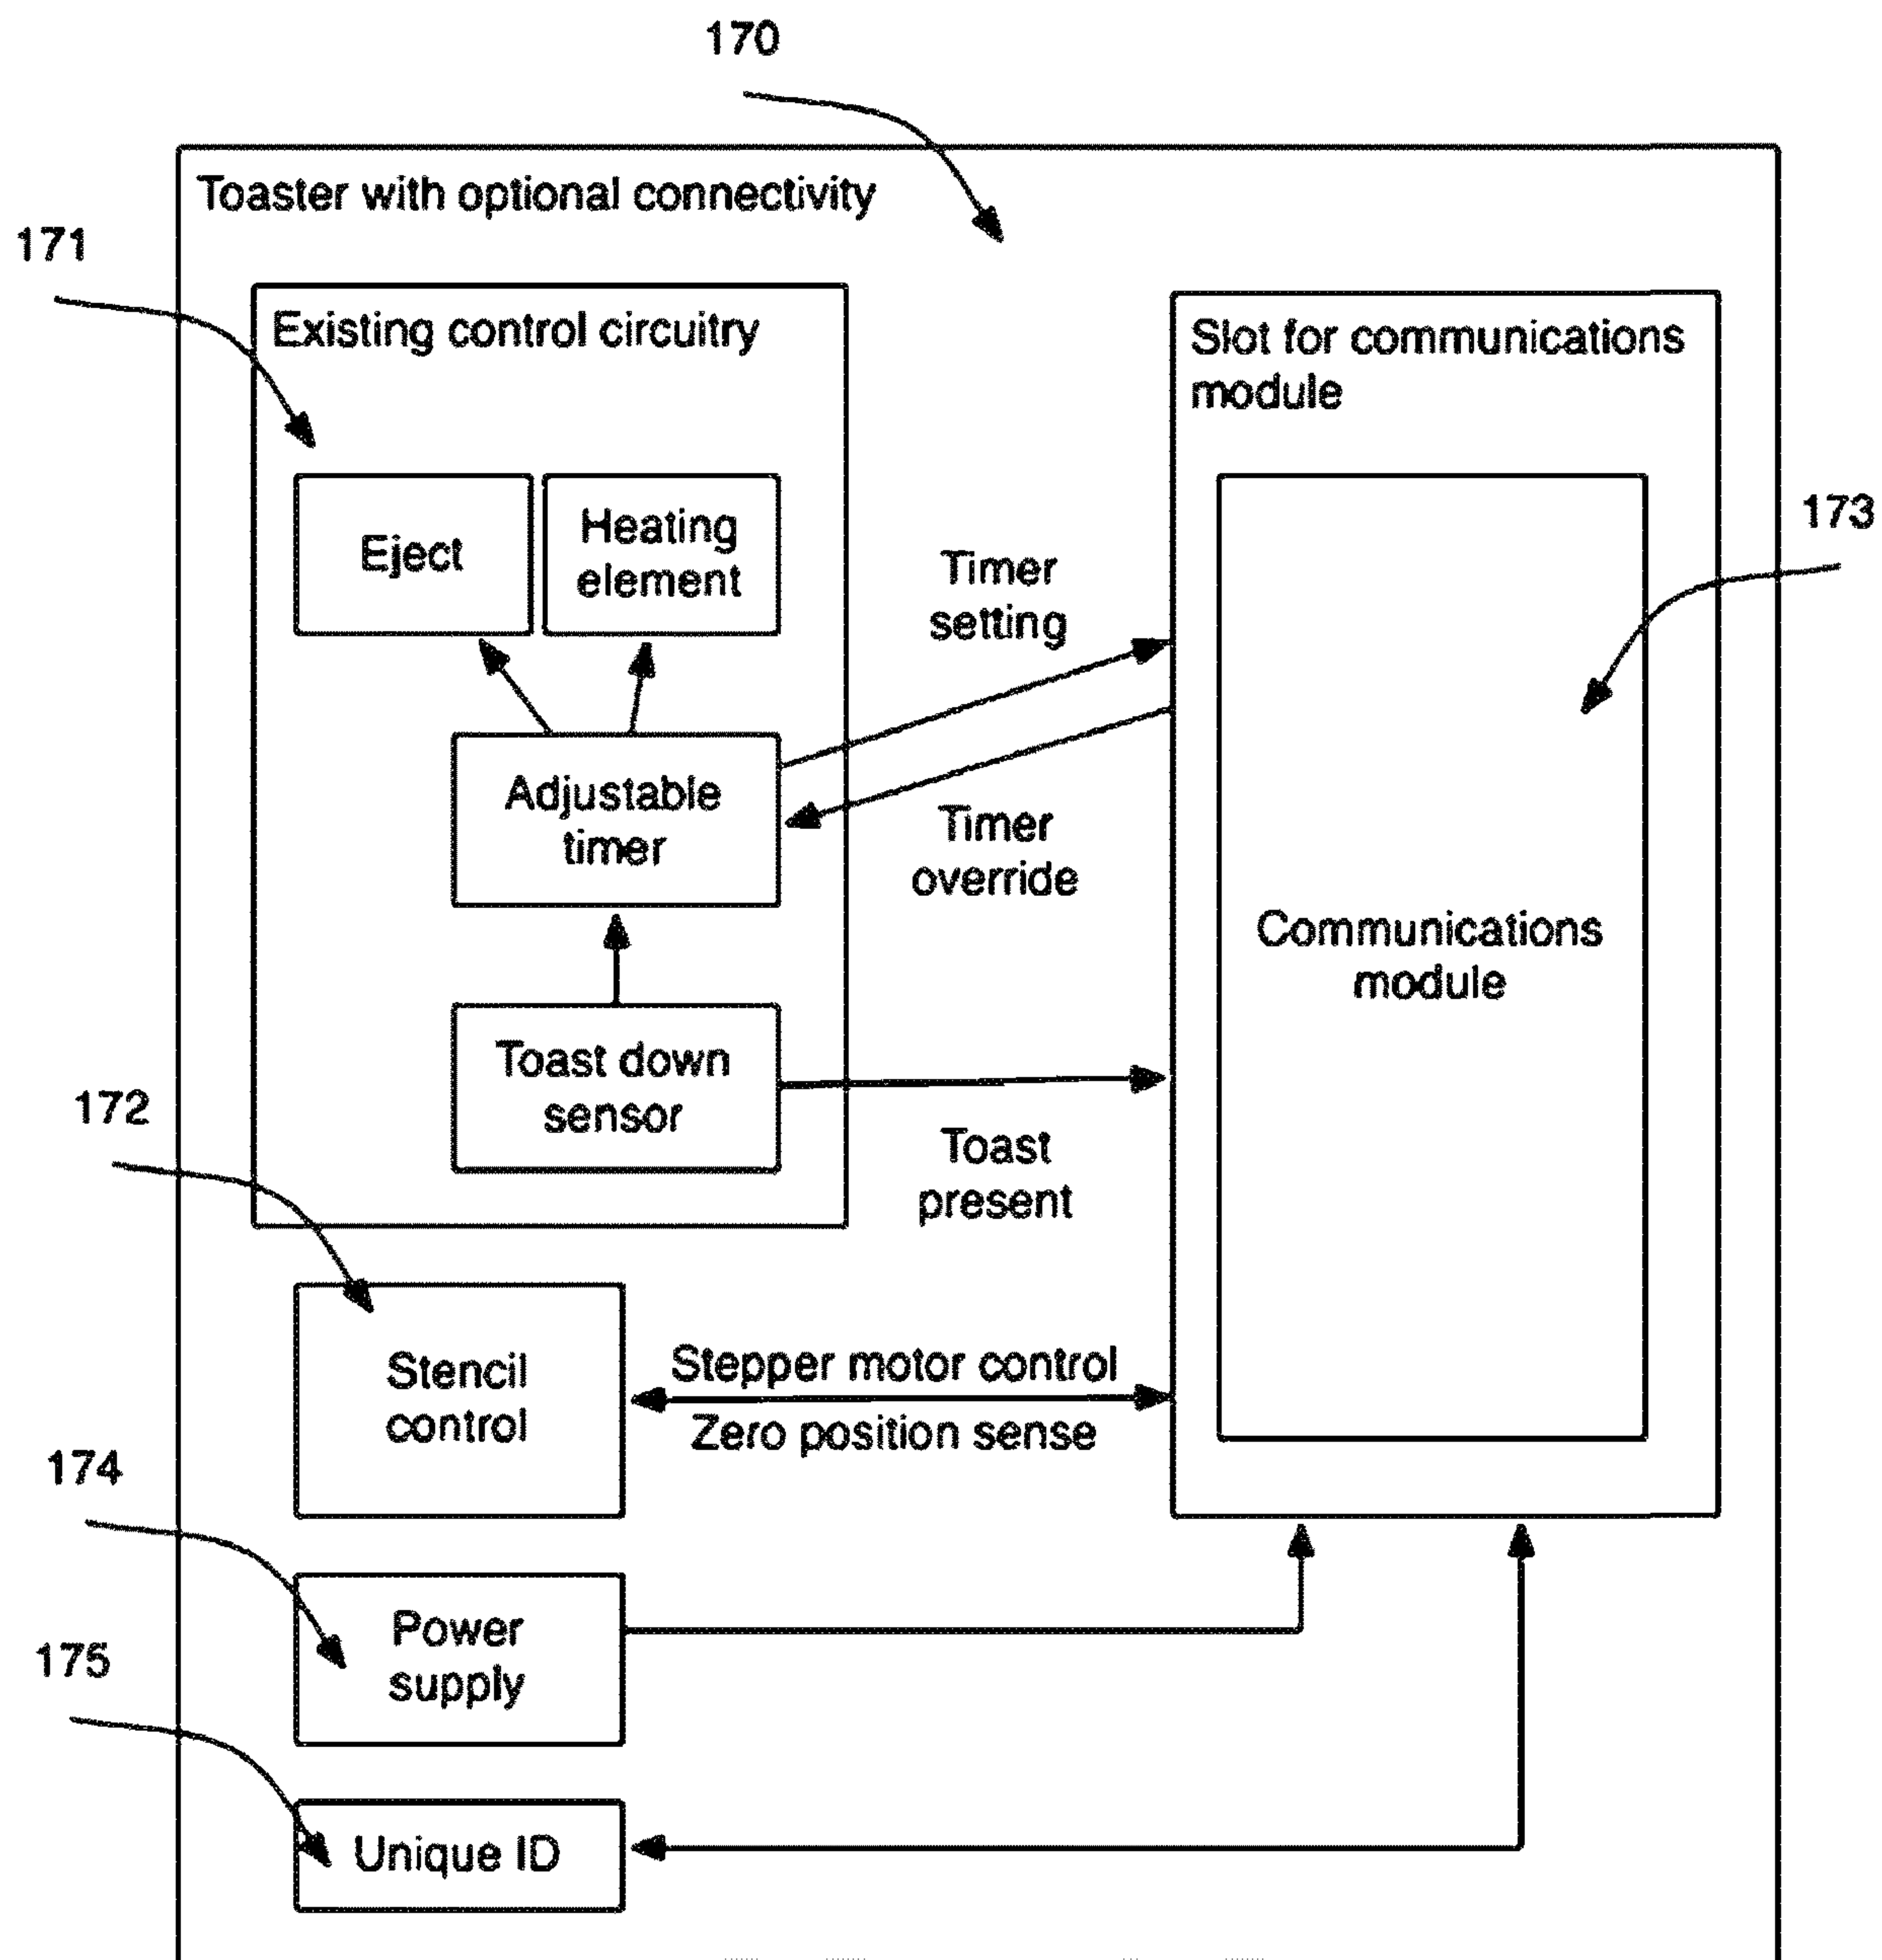 170
Toaster with optional connectivity
171
Existing control circuitry
Slot for communications
module
Eject
Heating
element
173
Timer
setting
Adjustable
timer
Timer
override
Communications
module
Toast down
sensor
172
Toast
present
Stencil
control
Stepper motor control
Zero position sense
174
Power
supply
175
Unique ID